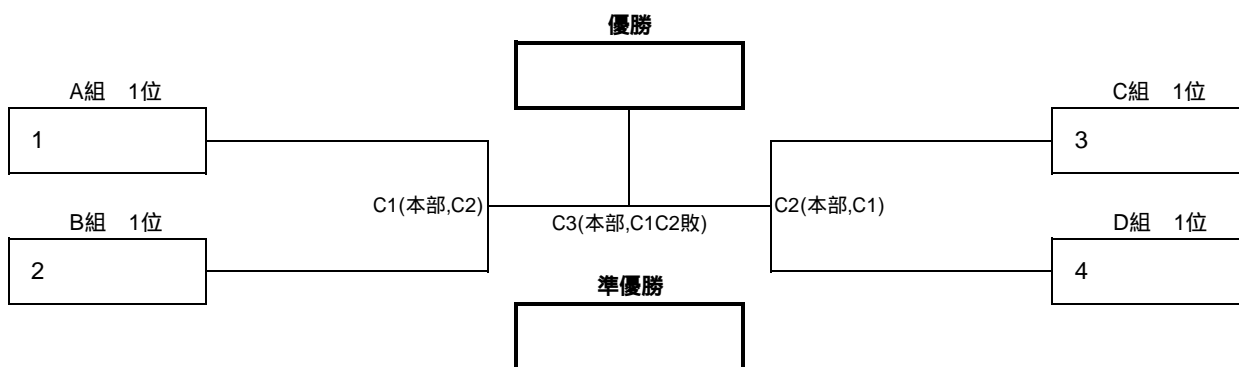 優勝
A組　1位
C組　1位
1
3
C1(本部,C2)
C3(本部,C1C2敗)
C2(本部,C1)
B組　1位
D組　1位
2
4
準優勝